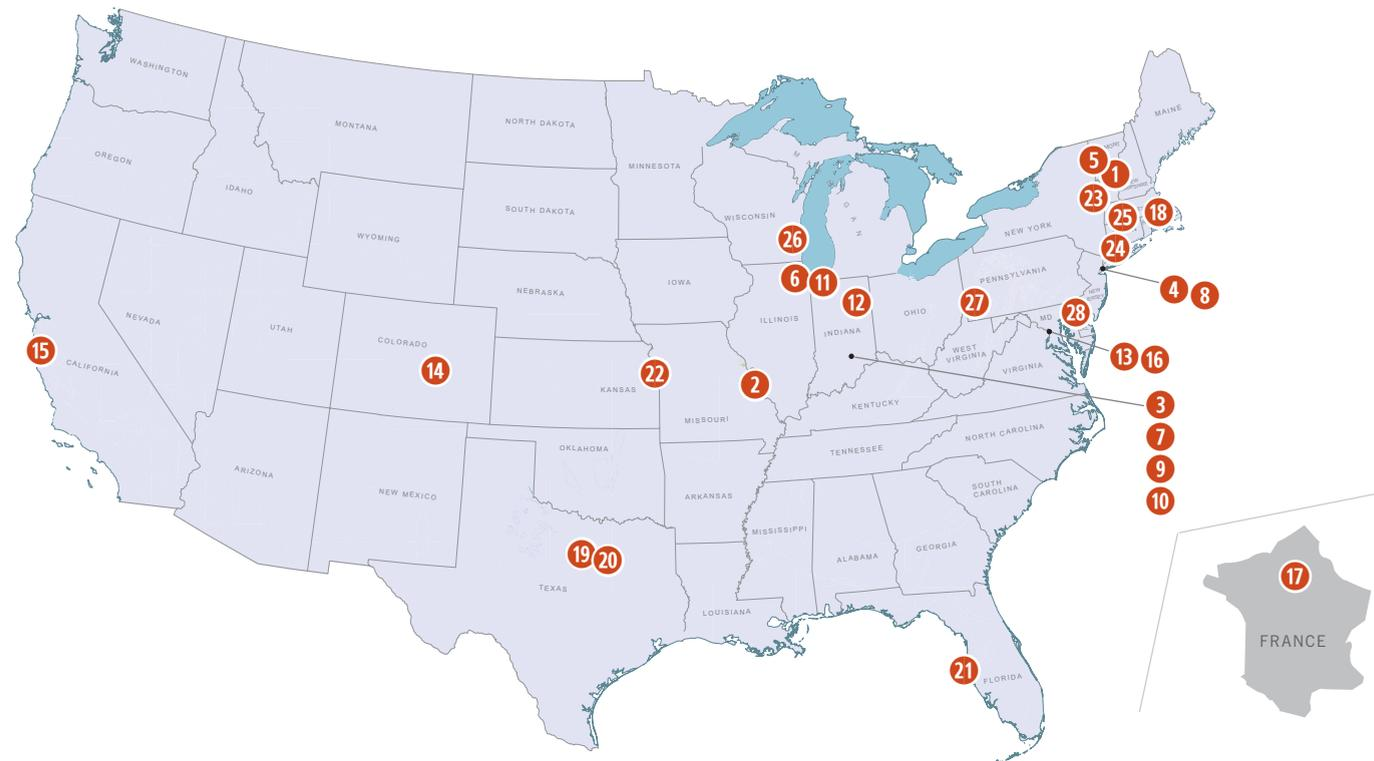 WASHINGTON
MAINE
MONTANA
NORTH DAKOTA
MINNESOTA
OREGON
5
1
IDAHO
SOUTH DAKOTA
WISCONSIN
23
25
18
WYOMING
26
NEW YORK
24
6
11
PENNSYLVANIA
IOWA
NEBRASKA
12
27
4
8
NEVADA
UTAH
ILLINOIS
INDIANA
OHIO
NEW
JERSEY
28
MD
COLORADO
15
CALIFORNIA
14
22
2
WEST
VIRGINIA
13
16
VIRGINIA
KANSAS
3
KENTUCKY
MISSOURI
7
OKLAHOMA
TENNESSEE
NORTH CAROLINA
ARIZONA
9
NEW MEXICO
ARKANSAS
SOUTH
CAROLINA
10
MISSISSIPPI
19
20
ALABAMA
GEORGIA
TEXAS
17
LOUISIANA
FRANCE
21
FLORIDA